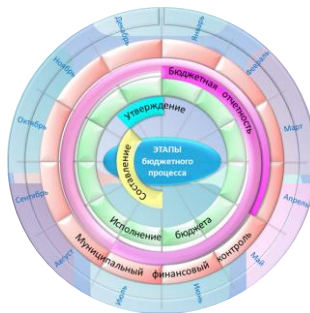 Декабрь
Январь
Ноябрь
Февраль
Бюджетная отчетность
Октябрь
Утверждение
Март
ЭТАПЫ
бюджетного
процесса
Составление
Сентябрь
Апрель
Исполнение бюджета
Муниципальный финансовый контроль
Август
Май
Июль
Июнь